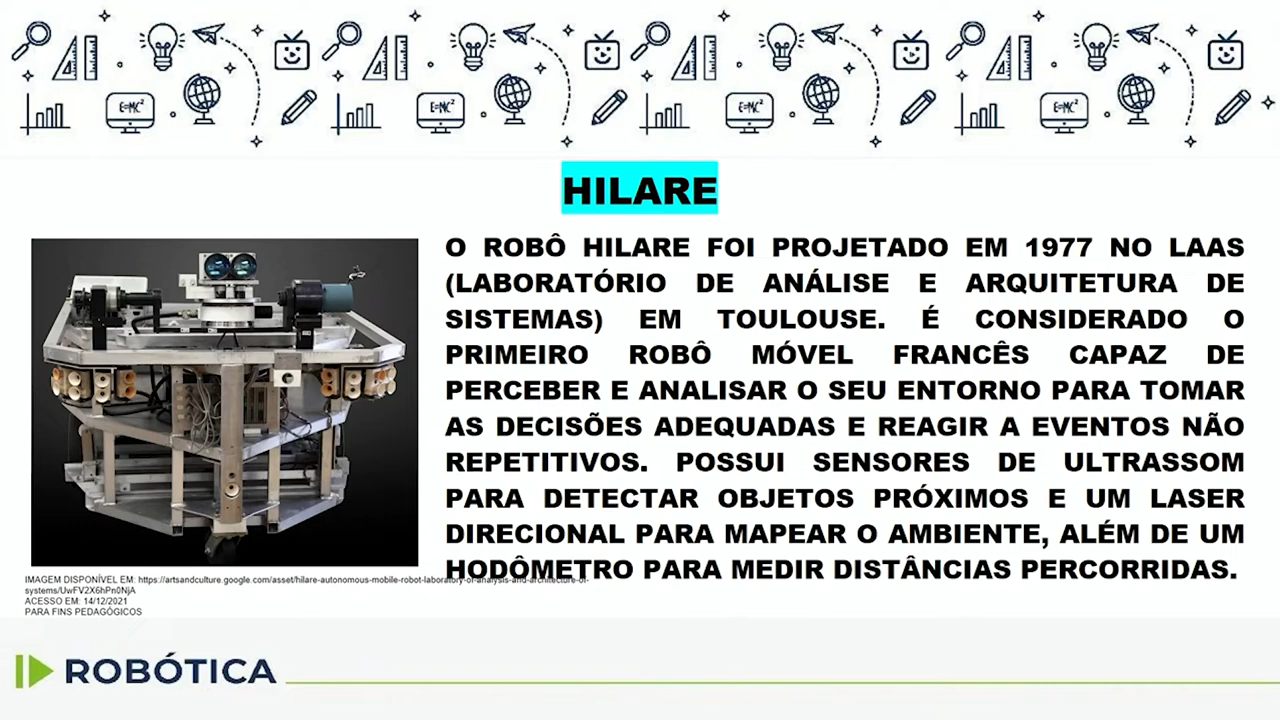 E=MC²
E=MC²
E=MC²
E=MC²
HILARE
O ROBÔ HILARE FOI PROJETADO EM 1977 NO LAAS
(LABORATÓRIO DE ANÁLISE E ARQUITETURA DE
SISTEMAS) EM TOULOUSE. É CONSIDERADO O
PRIMEIRO ROBÔ MÓVEL FRANCÊS CAPAZ DE
PERCEBER E ANALISAR O SEU ENTORNO PARA TOMAR
AS DECISÕES ADEQUADAS E REAGIR A EVENTOS NÃO
REPETITIVOS. POSSUI SENSORES DE ULTRASSOM
PARA DETECTAR OBJETOS PRÓXIMOS E UM LASER
DIRECIONAL PARA MAPEAR O AMBIENTE, ALÉM DE UM
HODÔMETRO PARA MEDIR DISTÂNCIAS PERCORRIDAS.
IMAGEM DISPONÍVEL EM: https://artsandculture.google.com/asset/hilare-autonomous-mobile-robot-laboratory-of-analysis-and-architecture-of-
systems/UwFV2X6hPn0NjA
ACESSO EM: 14/12/2021
PARA FINS PEDAGÓGICOS
ROBÓTICA